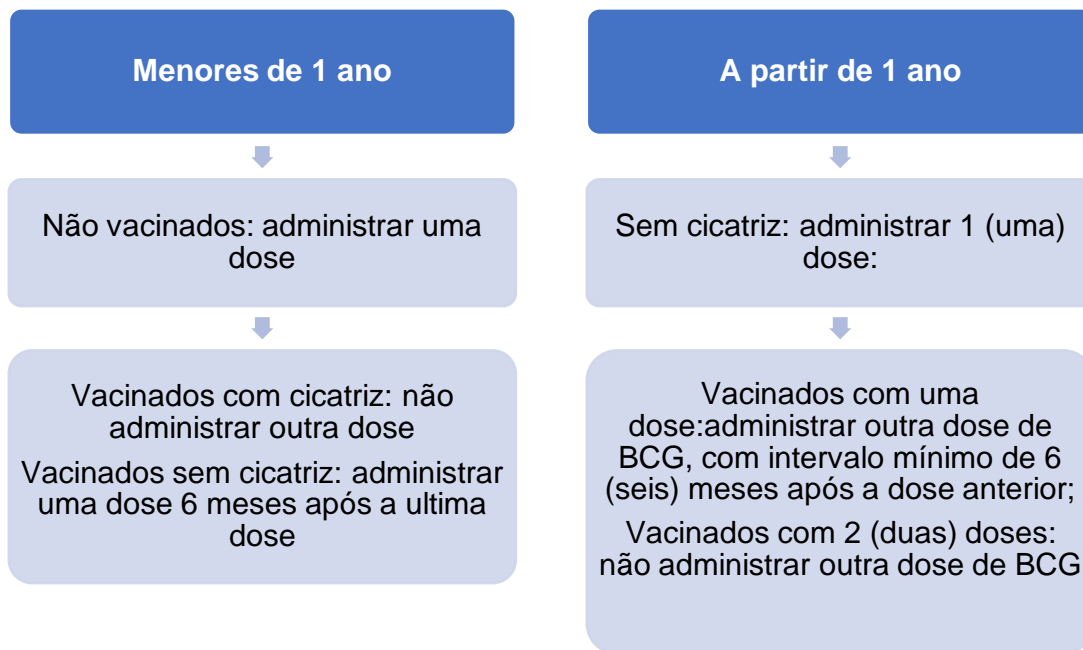 Menores de 1 ano
Não vacinados: administrar uma
dose
Vacinados com cicatriz: não
administrar outra dose
Vacinados sem cicatriz: administrar
uma dose 6 meses após a ultima
dose
A partir de 1 ano
Sem cicatriz: administrar 1 (uma)
dose:
Vacinados com uma
dose:administrar outra dose de
BCG, com intervalo mínimo de 6
(seis) meses após a dose anterior;
Vacinados com 2 (duas) doses:
não administrar outra dose de BCG